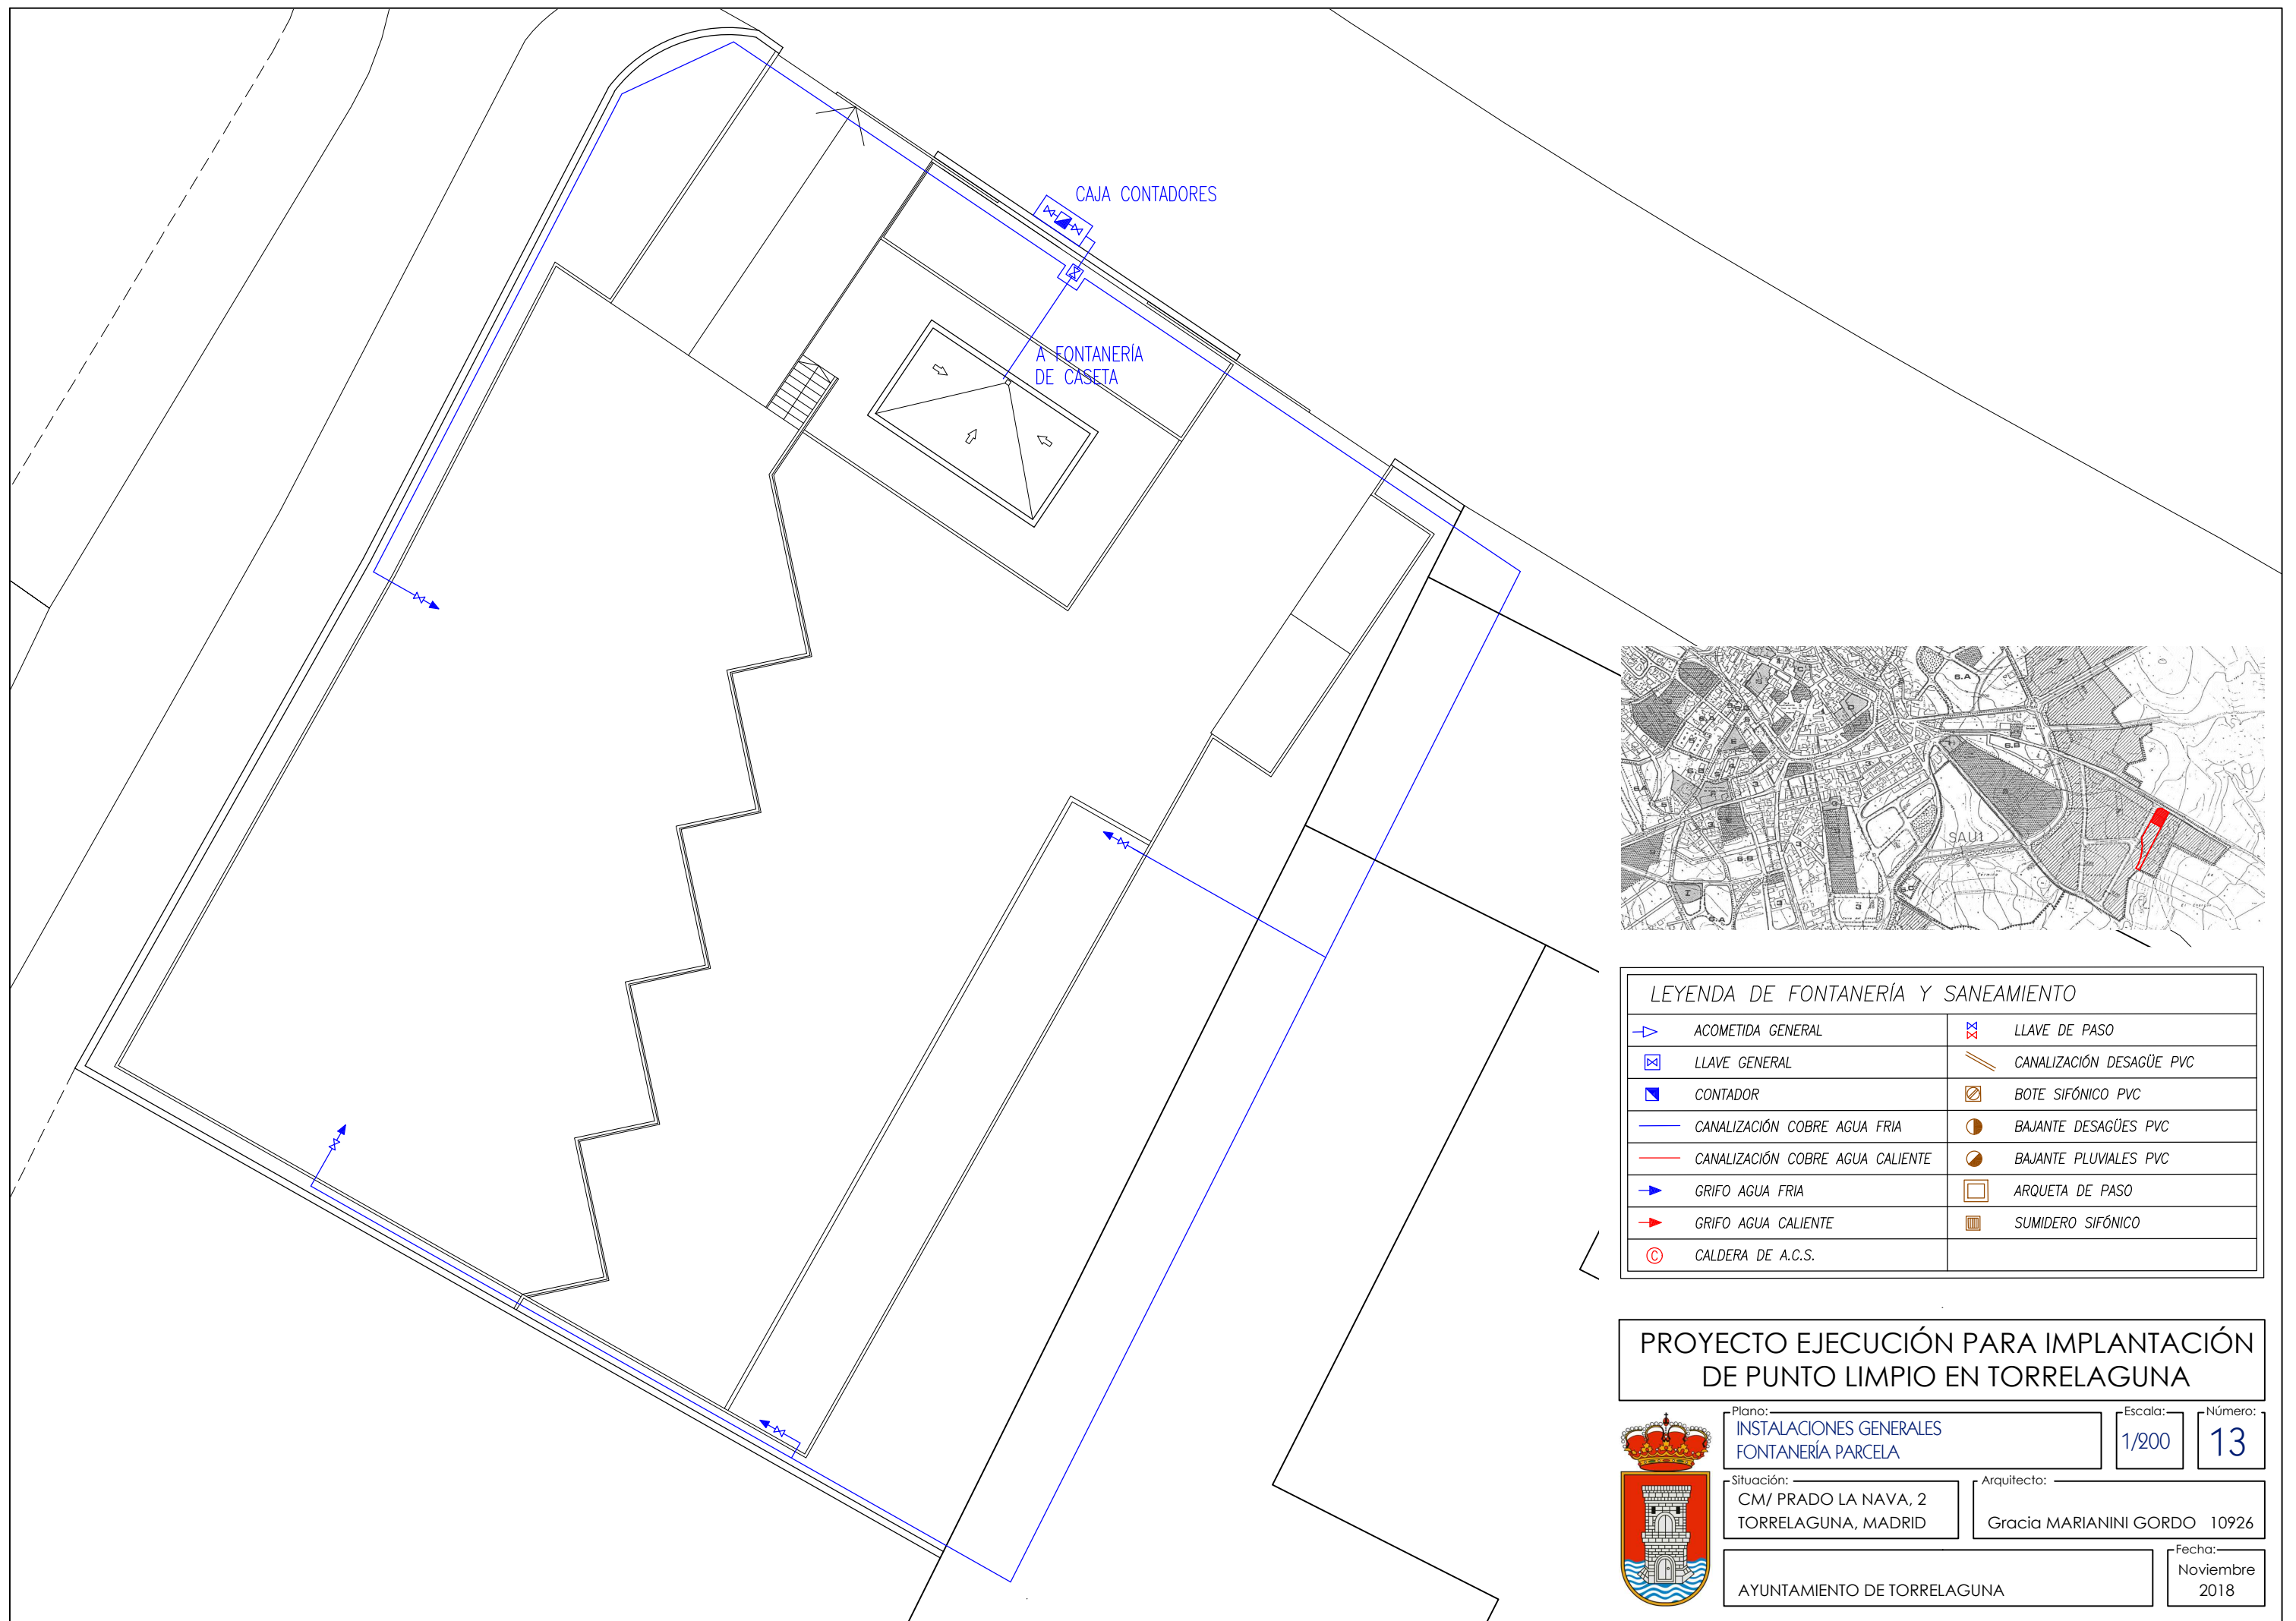 CAJA CONTADORES
A FONTANERÍA
DE CASETA
SAU1
LEYENDA DE FONTANERÍA Y SANEAMIENTO
ACOMETIDA GENERAL
LLAVE DE PASO
LLAVE GENERAL
CANALIZACIÓN DESAGÜE PVC
CONTADOR
BOTE SIFÓNICO PVC
CANALIZACIÓN COBRE AGUA FRIA
BAJANTE DESAGÜES PVC
CANALIZACIÓN COBRE AGUA CALIENTE
BAJANTE PLUVIALES PVC
GRIFO AGUA FRIA
ARQUETA DE PASO
GRIFO AGUA CALIENTE
SUMIDERO SIFÓNICO
C CALDERA DE A.C.S.
PROYECTO EJECUCIÓN PARA IMPLANTACIÓN
DE PUNTO LIMPIO EN TORRELAGUNA
Plano:
INSTALACIONES GENERALES
FONTANERÍA PARCELA
Escala:
1/200
Número:
13
Situación:
CM/ PRADO LA NAVA, 2
TORRELAGUNA, MADRID
Arquitecto:
Gracia MARIANINI GORDO 10926
AYUNTAMIENTO DE TORRELAGUNA
Fecha:
Noviembre
2018